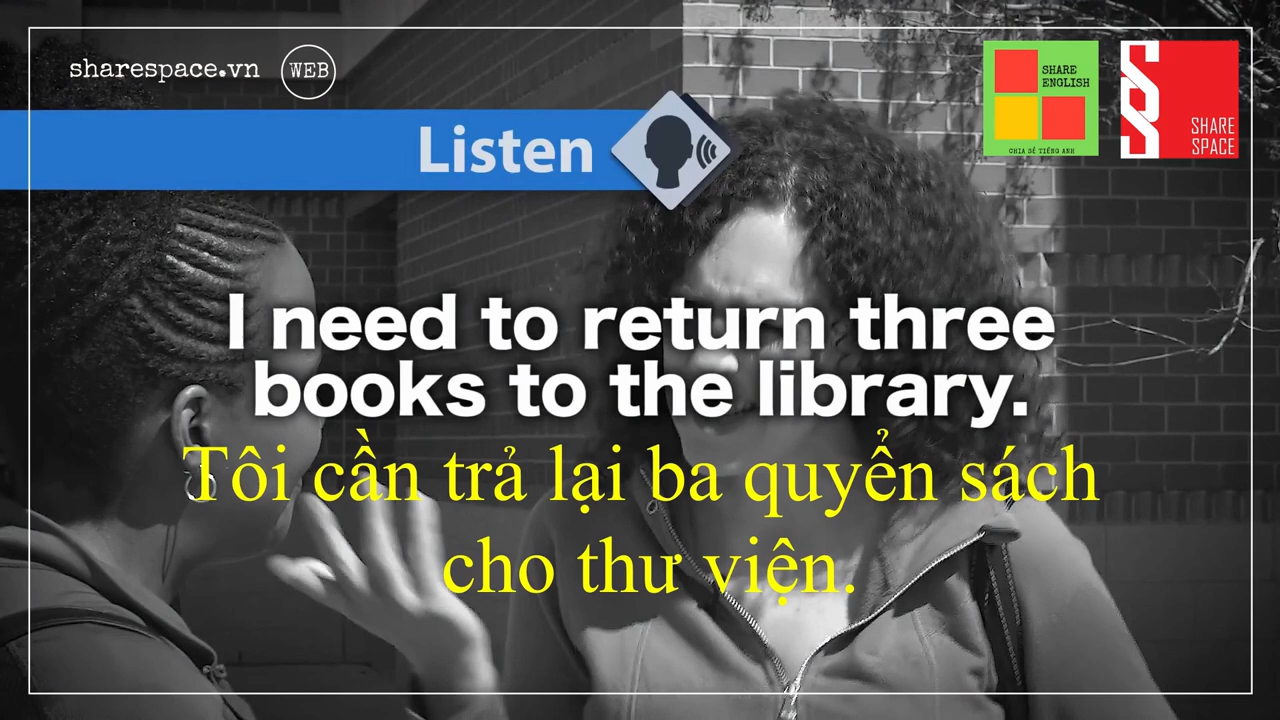 sharespace.vn WEB
SHARE
ENGLISH
CHIA SẺ TIẾNG ANH
SHARE
SPACE
Listen
I need to return three
books to the library.
Tôi cần trả lại ba quyển sách
cho thư viện.